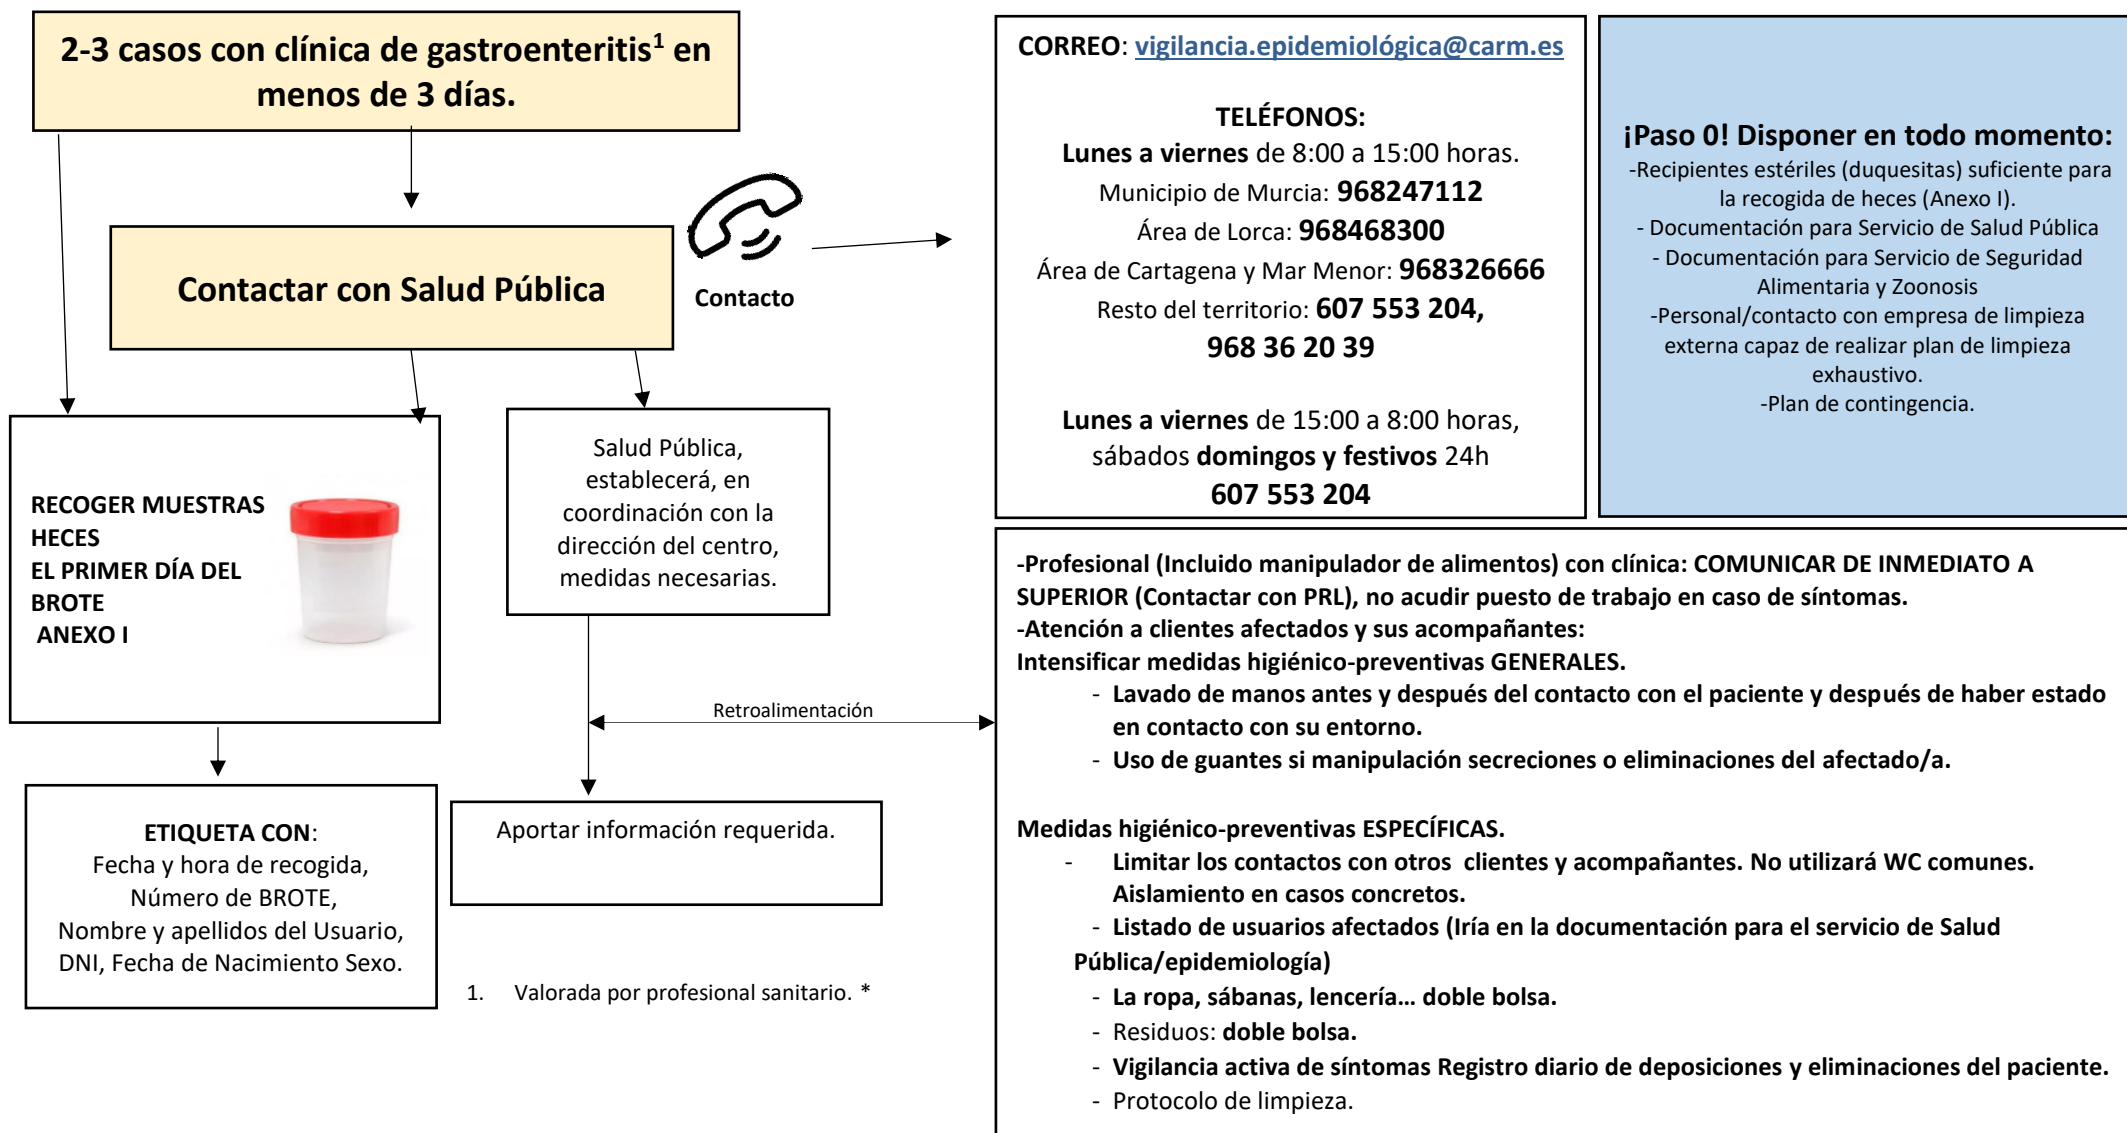 2-3 casos con clínica de gastroenteritis1 en
menos de 3 días.
Contactar con Salud Pública
Contacto
CORREO: vigilancia.epidemiológica@carm.es
TELÉFONOS:
Lunes a viernes de 8:00 a 15:00 horas.
Municipio de Murcia: 968247112
Área de Lorca: 968468300
Área de Cartagena y Mar Menor: 968326666
Resto del territorio: 607 553 204,
968 36 20 39
Lunes a viernes de 15:00 a 8:00 horas,
sábados domingos y festivos 24h
607 553 204
¡Paso 0! Disponer en todo momento:
-Recipientes estériles (duquesitas) suficiente para
la recogida de heces (Anexo I).
- Documentación para Servicio de Salud Pública
- Documentación para Servicio de Seguridad
Alimentaria y Zoonosis
-Personal/contacto con empresa de limpieza
externa capaz de realizar plan de limpieza
exhaustivo.
-Plan de contingencia.
RECOGER MUESTRAS
HECES
EL PRIMER DÍA DEL
BROTE
ANEXO I
Salud Pública,
establecerá, en
coordinación con la
dirección del centro,
medidas necesarias.
Retroalimentación
ETIQUETA CON:
Fecha y hora de recogida,
Número de BROTE,
Nombre y apellidos del Usuario,
DNI, Fecha de Nacimiento Sexo.
Aportar información requerida.
1. Valorada por profesional sanitario. *
-Profesional (Incluido manipulador de alimentos) con clínica: COMUNICAR DE INMEDIATO A
SUPERIOR (Contactar con PRL), no acudir puesto de trabajo en caso de síntomas.
-Atención a clientes afectados y sus acompañantes:
Intensificar medidas higiénico-preventivas GENERALES.
- Lavado de manos antes y después del contacto con el paciente y después de haber estado
en contacto con su entorno.
- Uso de guantes si manipulación secreciones o eliminaciones del afectado/a.
Medidas higiénico-preventivas ESPECÍFICAS.
- Limitar los contactos con otros clientes y acompañantes. No utilizará WC comunes.
Aislamiento en casos concretos.
- Listado de usuarios afectados (Iría en la documentación para el servicio de Salud
Pública/epidemiología)
- La ropa, sábanas, lencería... doble bolsa.
- Residuos: doble bolsa.
- Vigilancia activa de síntomas Registro diario de deposiciones y eliminaciones del paciente.
- Protocolo de limpieza.